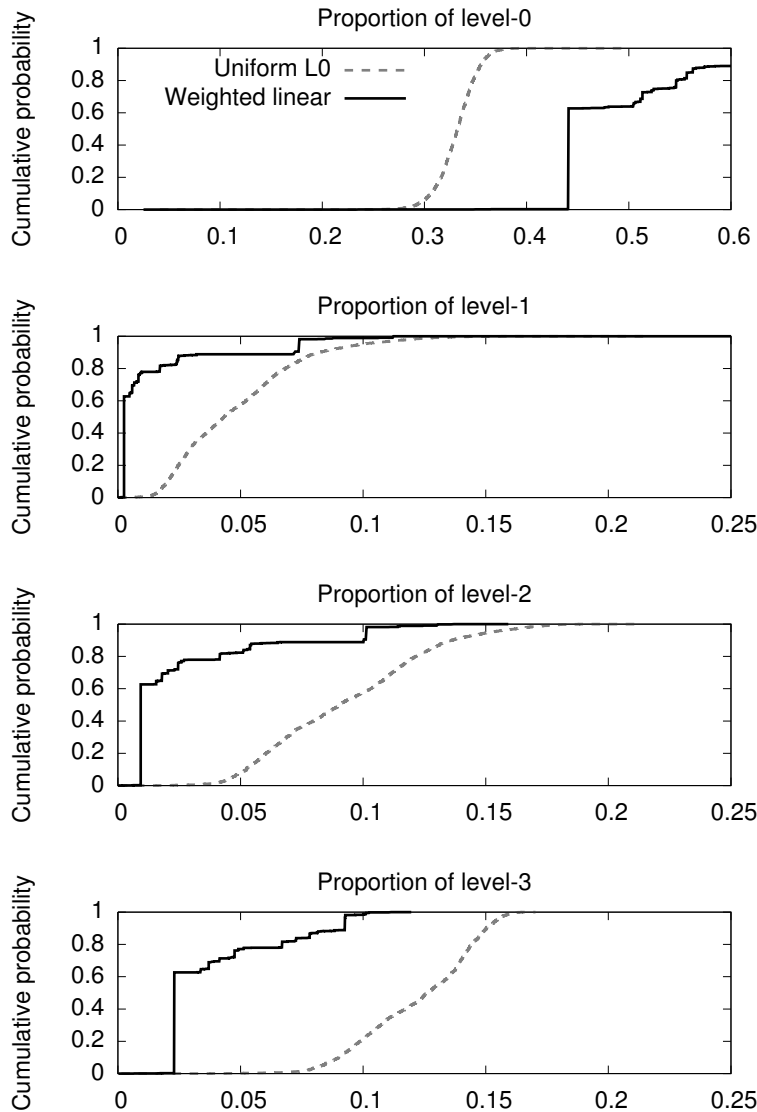 Proportion of level-0
Cumulative probability
1
0.8
0.6
0.4
0.2
0
Uniform L0
Weighted linear
0 0.1 0.2 0.3 0.4 0.5 0.6
Proportion of level-1
Cumulative probability
1
0.8
0.6
0.4
0.2
0
0 0.05 0.1 0.15 0.2 0.25
Proportion of level-2
Cumulative probability
1
0.8
0.6
0.4
0.2
0
0 0.05 0.1 0.15 0.2 0.25
Proportion of level-3
Cumulative probability
1
0.8
0.6
0.4
0.2
0
0 0.05 0.1 0.15 0.2 0.25